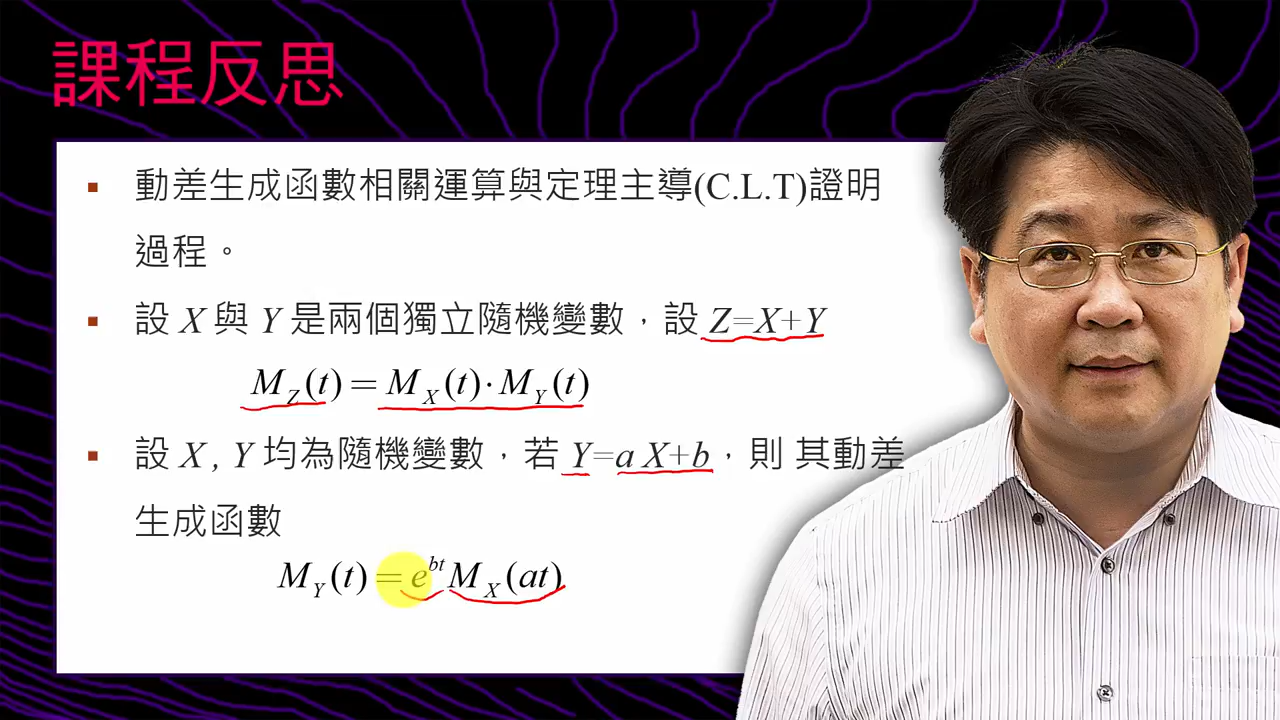 課程反思
▪ 動差生成函數相關運算與定理主導(C.L.T)證明
過程。
▪ 設 X 與 Y 是兩個獨立隨機變數，設 Z=X+Y
M_Z(t) = M_X(t)·M_Y(t)
▪ 設 X , Y 均為隨機變數，若 Y=a X+b，則 其動差
生成函數
M_Y(t) = e^{bt} M_X(at)